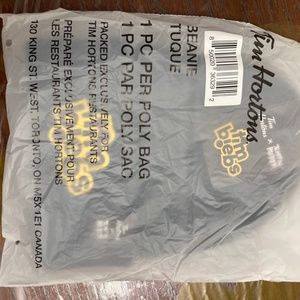 Tim Hortons
BEANIE
TUQUE
1 PC PER POLY BAG
1 PC PAR POLY SAC
PACKED EXCLUSIVELY FOR
TIM HORTONS RESTAURANTS
PRÉPARÉ EXCLUSIVEMENT POUR
LES RESTAURANTS TIM HORTONS
130 KING ST. WEST, TORONTO, ON M5X 1E1 CANADA
tim
biebs